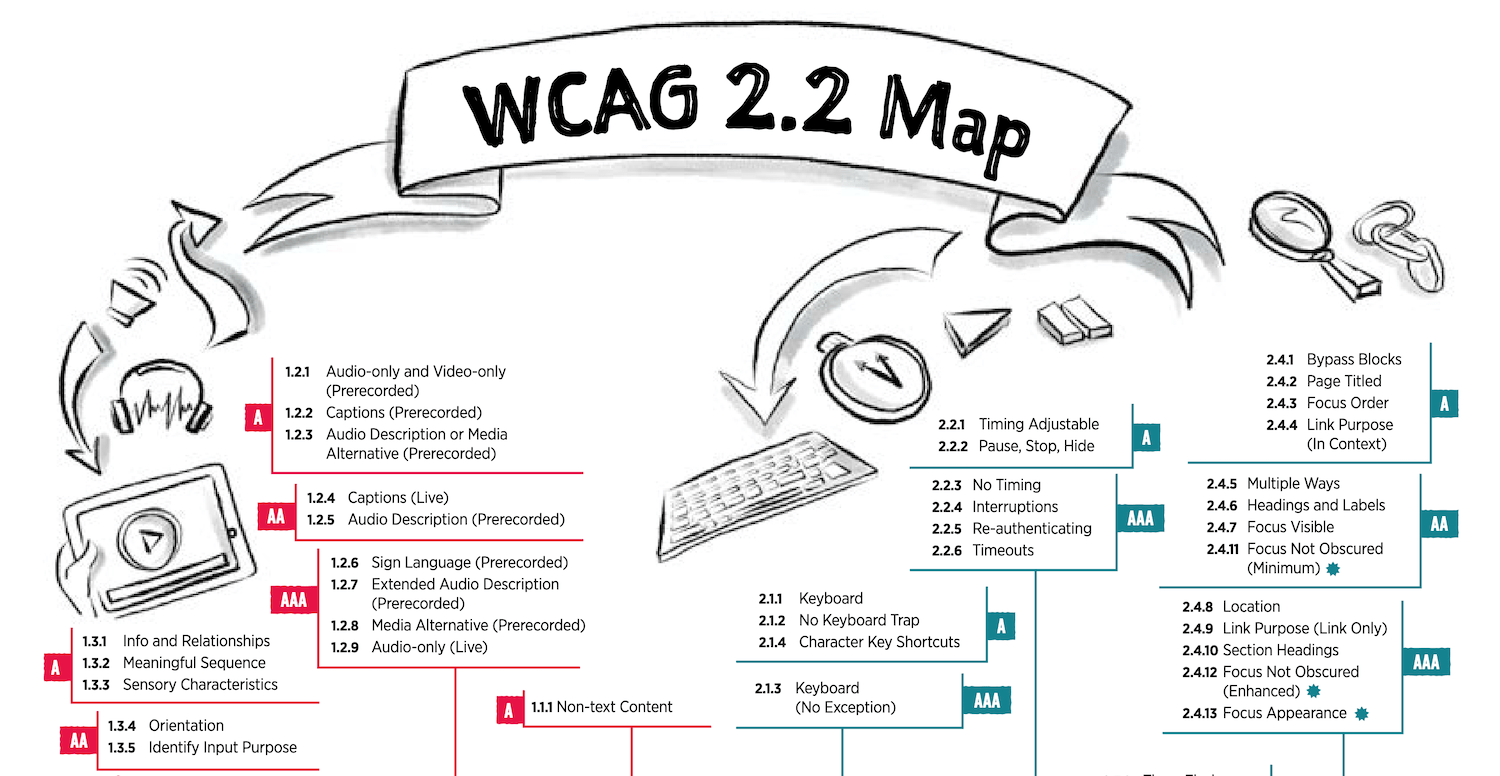 WCAG 2.2 Map
A
1.2.1 Audio-only and Video-only
(Prerecorded)
1.2.2 Captions (Prerecorded)
1.2.3 Audio Description or Media
Alternative (Prerecorded)
AA
1.2.4 Captions (Live)
1.2.5 Audio Description (Prerecorded)
AAA
1.2.6 Sign Language (Prerecorded)
1.2.7 Extended Audio Description
(Prerecorded)
1.2.8 Media Alternative (Prerecorded)
1.2.9 Audio-only (Live)
A
1.3.1 Info and Relationships
1.3.2 Meaningful Sequence
1.3.3 Sensory Characteristics
AA
1.3.4 Orientation
1.3.5 Identify Input Purpose
A
1.1.1 Non-text Content
2.2.1 Timing Adjustable
2.2.2 Pause, Stop, Hide
A
2.2.3 No Timing
2.2.4 Interruptions
2.2.5 Re-authenticating
2.2.6 Timeouts
AAA
2.1.1 Keyboard
2.1.2 No Keyboard Trap
2.1.4 Character Key Shortcuts
A
2.1.3 Keyboard
(No Exception)
AAA
2.4.1 Bypass Blocks
2.4.2 Page Titled
2.4.3 Focus Order
2.4.4 Link Purpose
(In Context)
A
2.4.5 Multiple Ways
2.4.6 Headings and Labels
2.4.7 Focus Visible
2.4.11 Focus Not Obscured
(Minimum)
AA
2.4.8 Location
2.4.9 Link Purpose (Link Only)
2.4.10 Section Headings
2.4.12 Focus Not Obscured
(Enhanced)
2.4.13 Focus Appearance
AAA